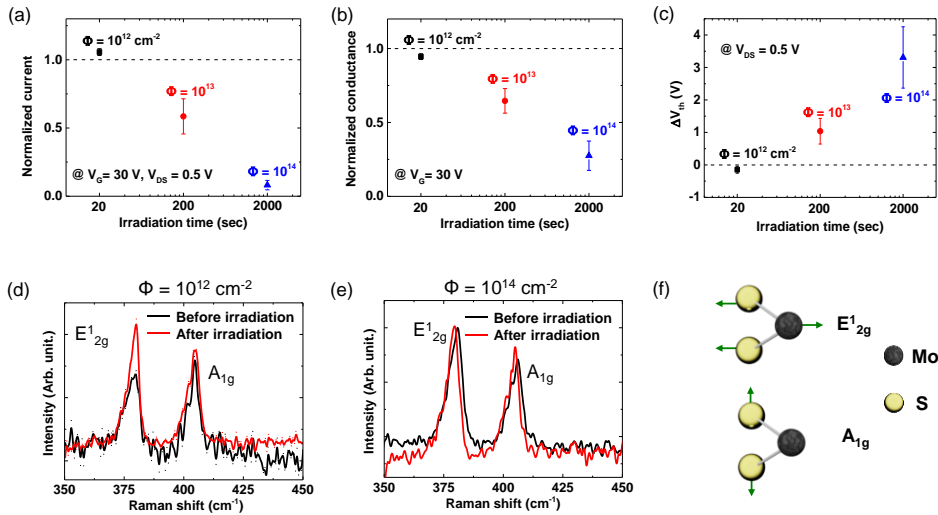 (a)
Normalized current
1.0
0.5
0.0
Φ = 10¹² cm⁻²
Φ = 10¹³
Φ = 10¹⁴
@ V_G= 30 V, V_DS = 0.5 V
20 200 2000
Irradiation time (sec)
(b)
Normalized conductance
1.0
0.5
0.0
Φ = 10¹² cm⁻²
Φ = 10¹³
Φ = 10¹⁴
@ V_G = 30 V
20 200 2000
Irradiation time (sec)
(c)
ΔV_th (V)
4
3
2
1
0
-1
@ V_DS = 0.5 V
Φ = 10¹⁴
Φ = 10¹³
Φ = 10¹² cm⁻²
20 200 2000
Irradiation time (sec)
(d)
Φ = 10¹² cm⁻²
Before irradiation
After irradiation
E¹₂g
A₁g
Intensity (Arb. unit.)
350 375 400 425 450
Raman shift (cm⁻¹)
(e)
Φ = 10¹⁴ cm⁻²
Before irradiation
After irradiation
E¹₂g
A₁g
Intensity (Arb. unit.)
350 375 400 425 450
Raman shift (cm⁻¹)
(f)
E¹₂g
Mo
S
A₁g